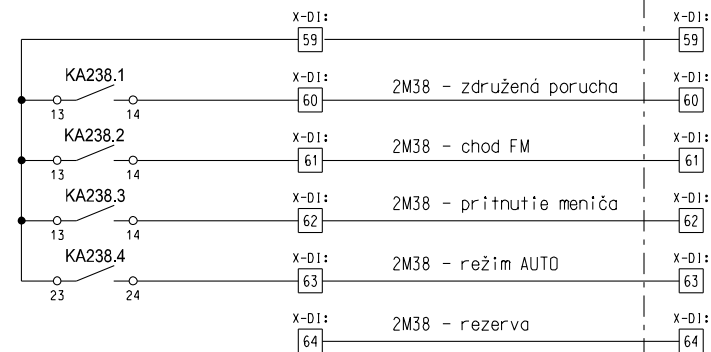 X-DI: X-DI:
59 59
KA238.1 X-DI: 2M38 - združená porucha X-DI:
13 14 60 60
KA238.2 X-DI: 2M38 - chod FM X-DI:
13 14 61 61
KA238.3 X-DI: 2M38 - pritnutie meniča X-DI:
13 14 62 62
KA238.4 X-DI: 2M38 - režim AUTO X-DI:
23 24 63 63
X-DI: 2M38 - rezerva X-DI:
64 64